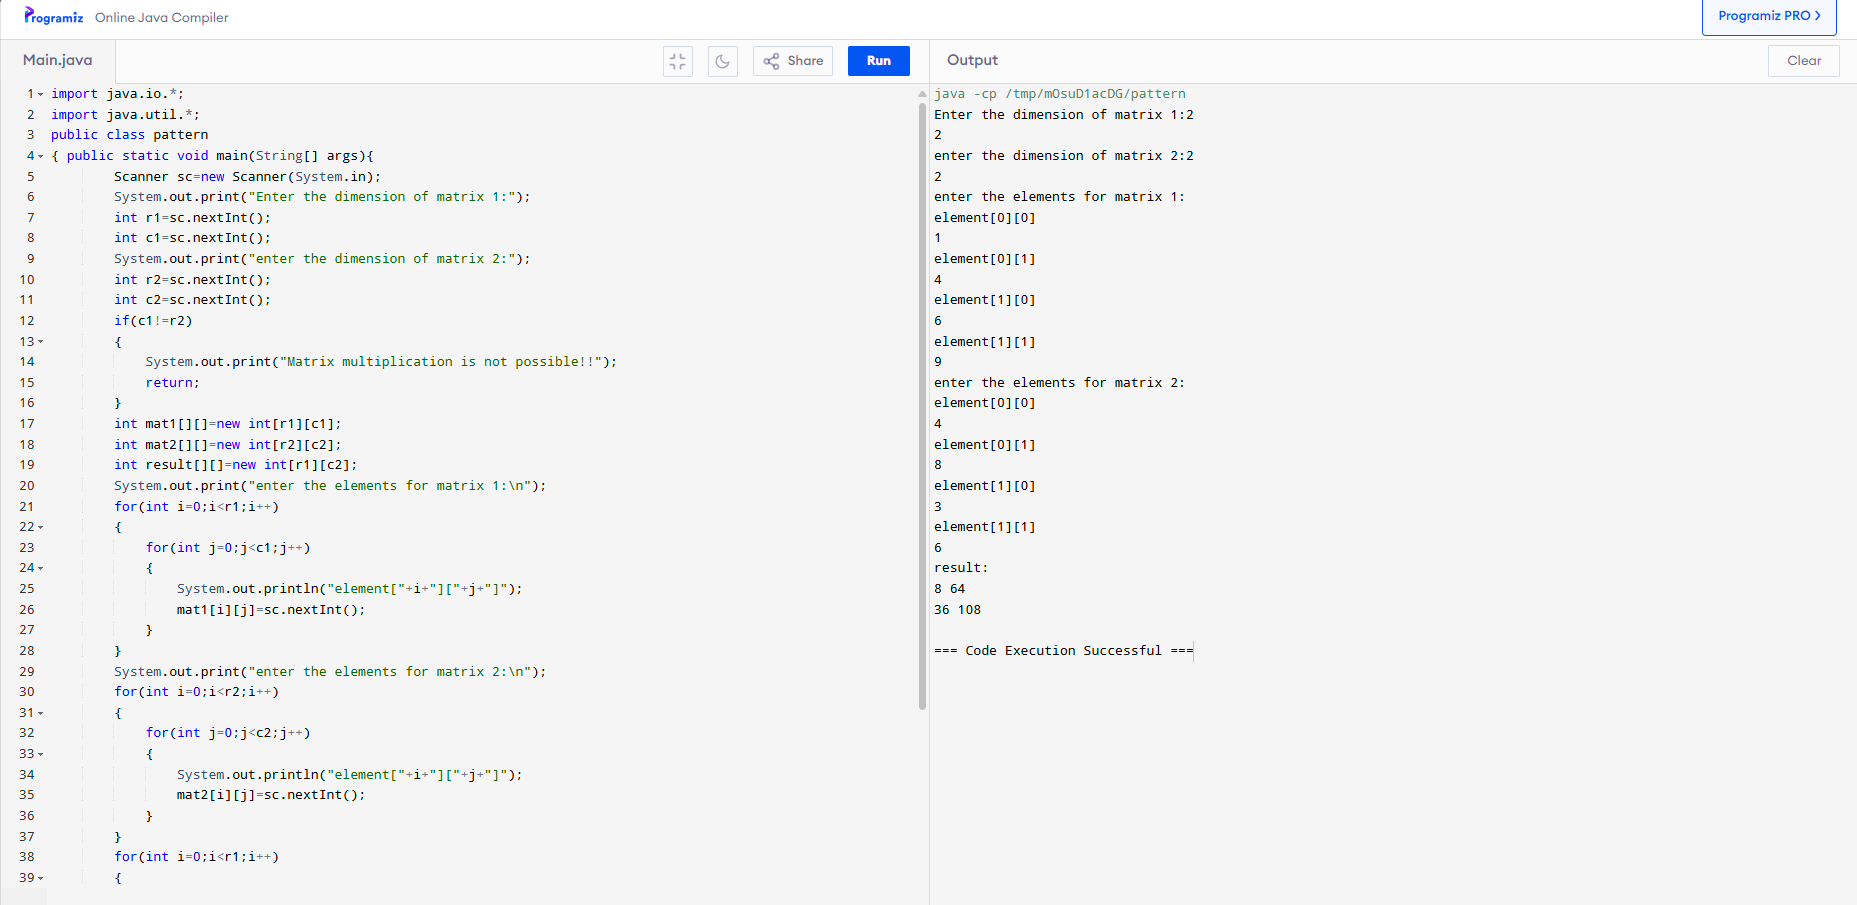 Programiz Online Java Compiler
Programiz PRO >
Main.java
Share
Run
Output
Clear
1 import java.io.*;
2 import java.util.*;
3 public class pattern
4 { public static void main(String[] args){
5 Scanner sc=new Scanner(System.in);
6 System.out.print("Enter the dimension of matrix 1:");
7 int r1=sc.nextInt();
8 int c1=sc.nextInt();
9 System.out.print("enter the dimension of matrix 2:");
10 int r2=sc.nextInt();
11 int c2=sc.nextInt();
12 if(c1!=r2)
13 {
14 System.out.print("Matrix multiplication is not possible!!");
15 return;
16 }
17 int mat1[][]=new int[r1][c1];
18 int mat2[][]=new int[r2][c2];
19 int result[][]=new int[r1][c2];
20 System.out.print("enter the elements for matrix 1:\n");
21 for(int i=0;i<r1;i++)
22 {
23 for(int j=0;j<c1;j++)
24 {
25 System.out.println("element["+i+"]["+j+"]");
26 mat1[i][j]=sc.nextInt();
27 }
28 }
29 System.out.print("enter the elements for matrix 2:\n");
30 for(int i=0;i<r2;i++)
31 {
32 for(int j=0;j<c2;j++)
33 {
34 System.out.println("element["+i+"]["+j+"]");
35 mat2[i][j]=sc.nextInt();
36 }
37 }
38 for(int i=0;i<r1;i++)
39 {
java -cp /tmp/mOsuD1acDG/pattern
Enter the dimension of matrix 1:2
2
enter the dimension of matrix 2:2
2
enter the elements for matrix 1:
element[0][0]
1
element[0][1]
4
element[1][0]
6
element[1][1]
9
enter the elements for matrix 2:
element[0][0]
4
element[0][1]
8
element[1][0]
3
element[1][1]
6
result:
8 64
36 108
=== Code Execution Successful ===